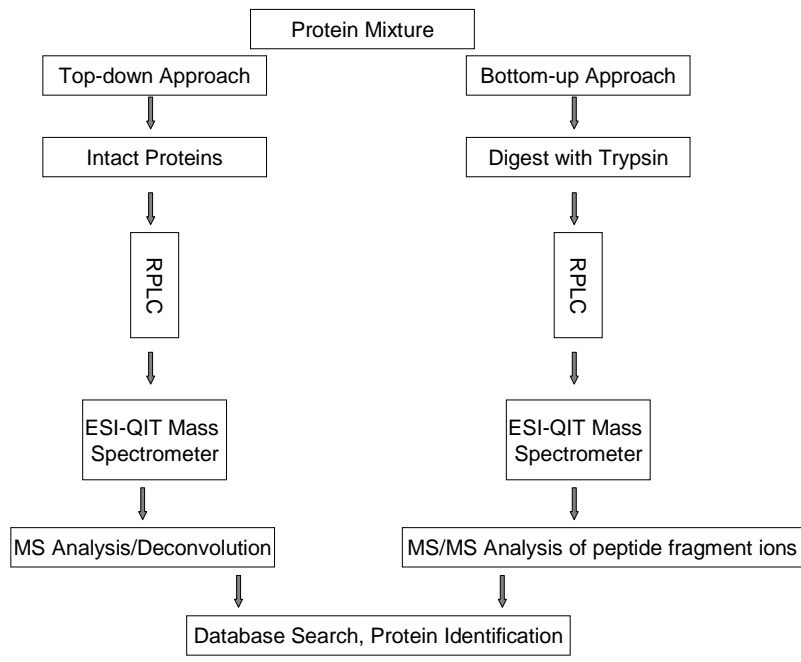 Protein Mixture
Top-down Approach
Bottom-up Approach
Intact Proteins
Digest with Trypsin
RPLC
RPLC
ESI-QIT Mass
Spectrometer
ESI-QIT Mass
Spectrometer
MS Analysis/Deconvolution
MS/MS Analysis of peptide fragment ions
Database Search, Protein Identification